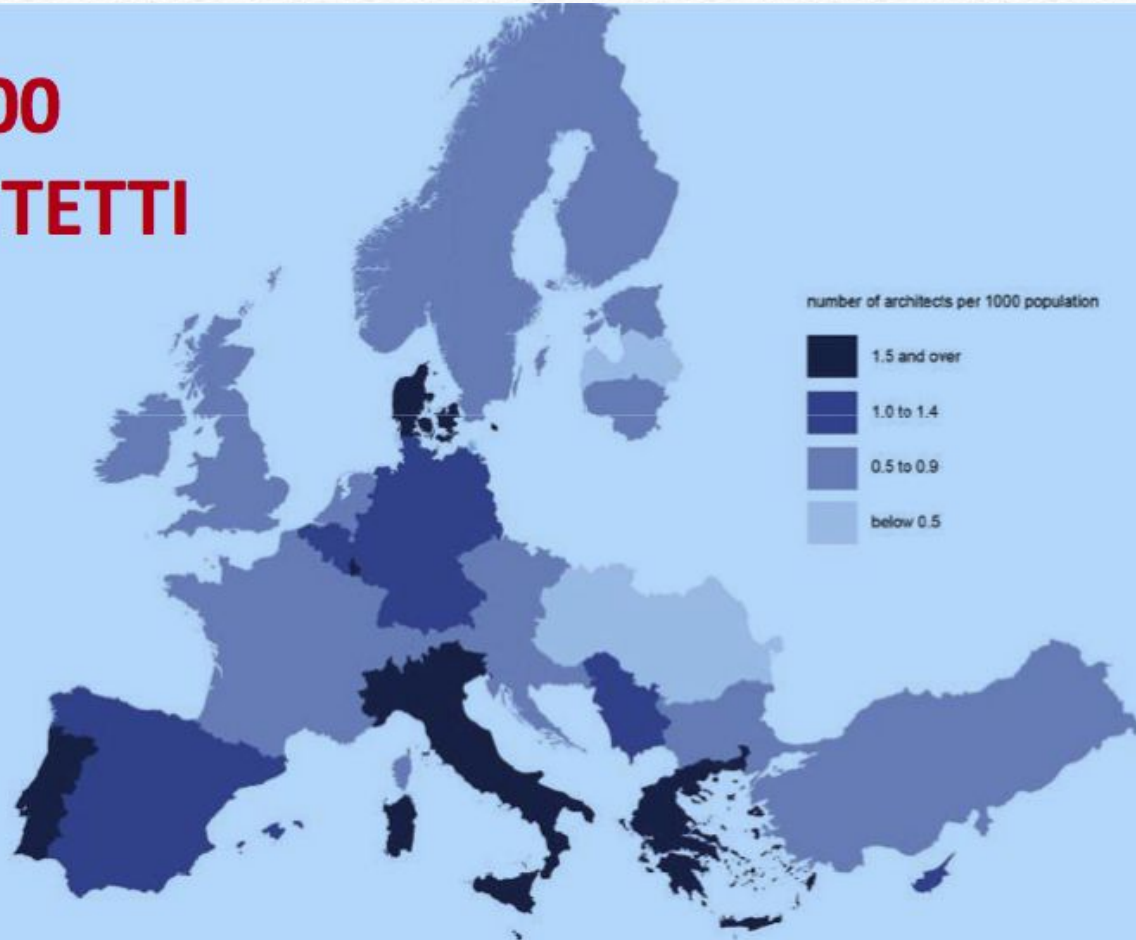 00
TETTI
number of architects per 1000 population
1.5 and over
1.0 to 1.4
0.5 to 0.9
below 0.5